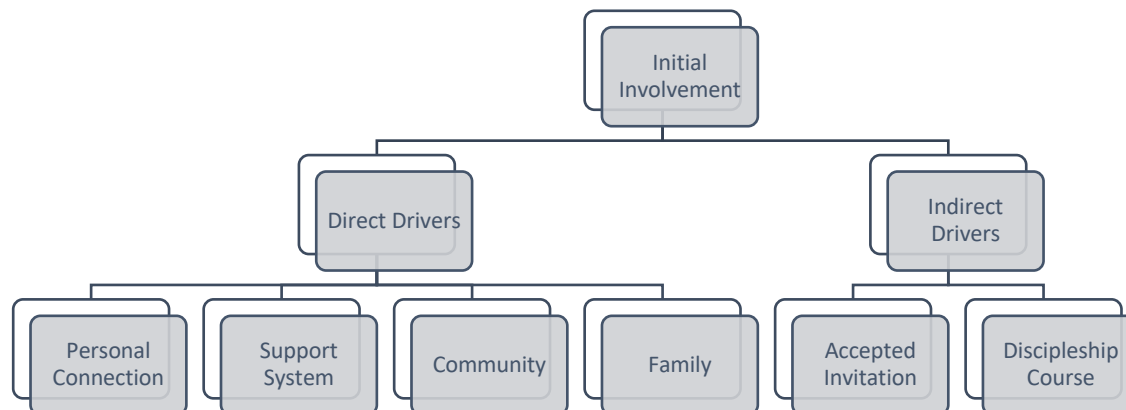 Initial
Involvement
Direct Drivers
Indirect
Drivers
Personal
Connection
Support
System
Community
Family
Accepted
Invitation
Discipleship
Course